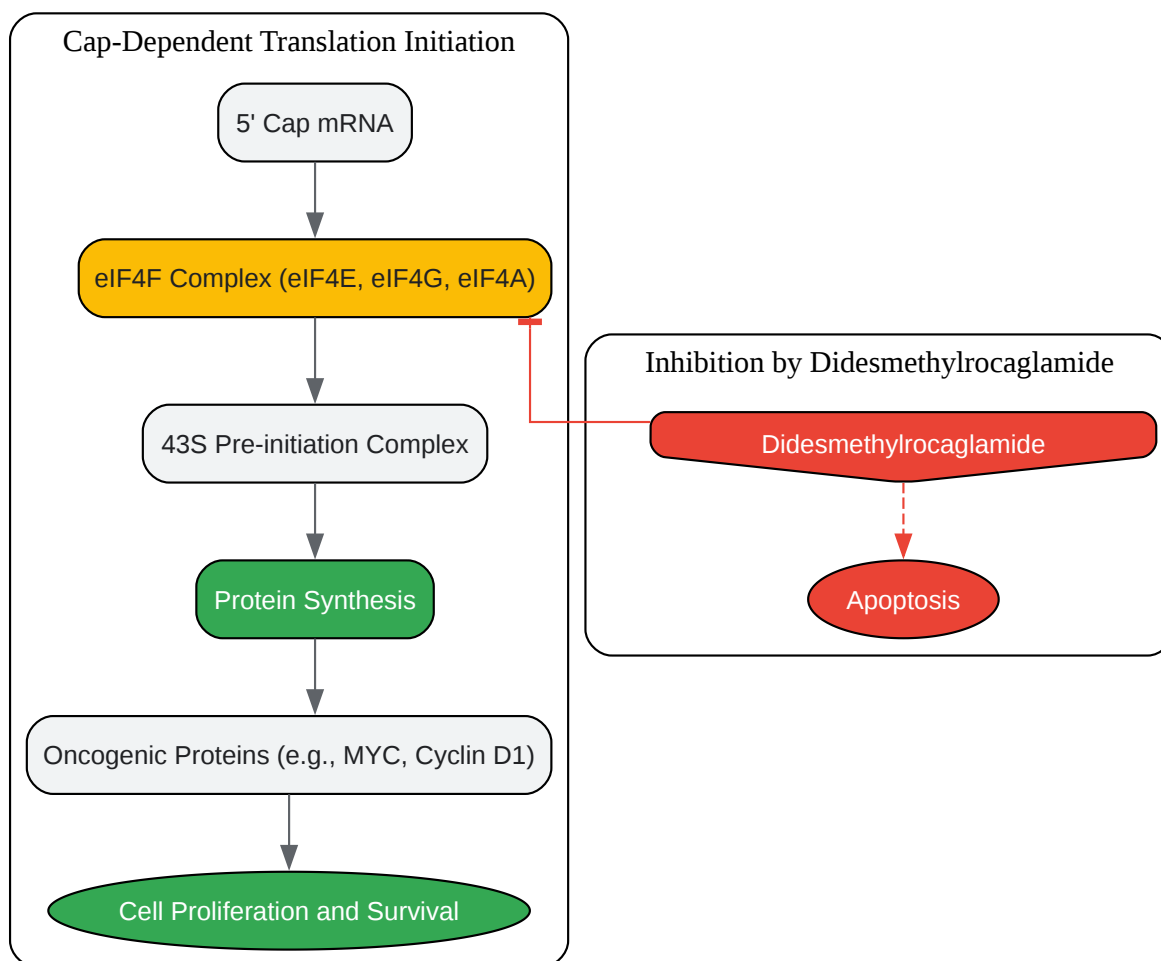 Cap-Dependent Translation Initiation
5' Cap mRNA
eIF4F Complex (eIF4E, eIF4G, eIF4A)
43S Pre-initiation Complex
Protein Synthesis
Oncogenic Proteins (e.g., MYC, Cyclin D1)
Cell Proliferation and Survival
Inhibition by Didesmethylrocaglamide
Didesmethylrocaglamide
Apoptosis